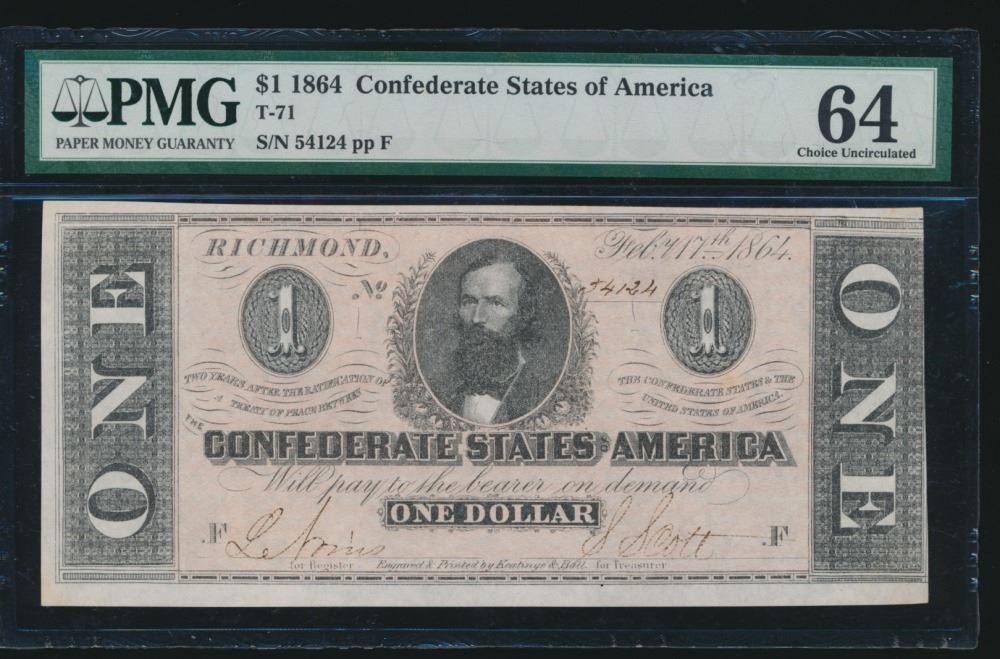 PMG
PAPER MONEY GUARANTY
$1 1864 Confederate States of America
T-71
S/N 54124 pp F
64
Choice Uncirculated
RICHMOND,
Feby. 17th 1864.
No 54124
1
1
ONE
ONE
TWO YEARS AFTER THE RATIFICATION OF
A TREATY OF PEACE BETWEEN
THE CONFEDERATE STATES & THE
UNITED STATES OF AMERICA.
THE
CONFEDERATE STATES OF AMERICA
Will pay to the bearer on demand
ONE DOLLAR
.F
S Scott
.F
for Register
Engraved & Printed by Keatinge & Ball.
for Treasurer